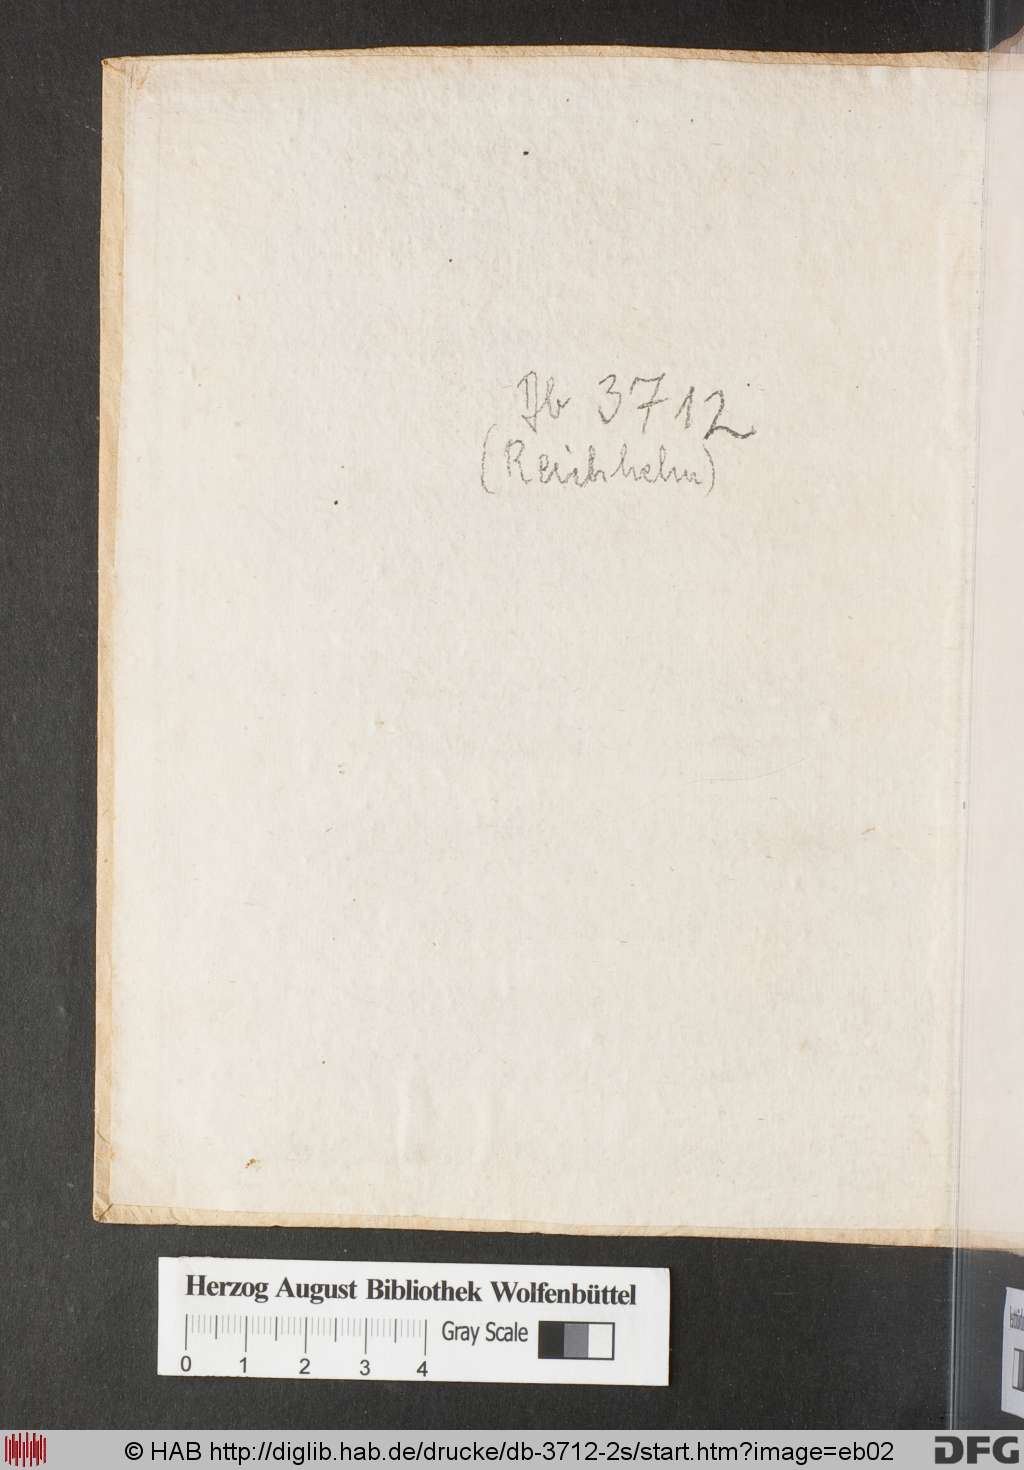 Db 3712
(Reichhelm)
Herzog August Bibliothek Wolfenbüttel
Gray Scale
0 1 2 3 4
© HAB http://diglib.hab.de/drucke/db-3712-2s/start.htm?image=eb02
DFG